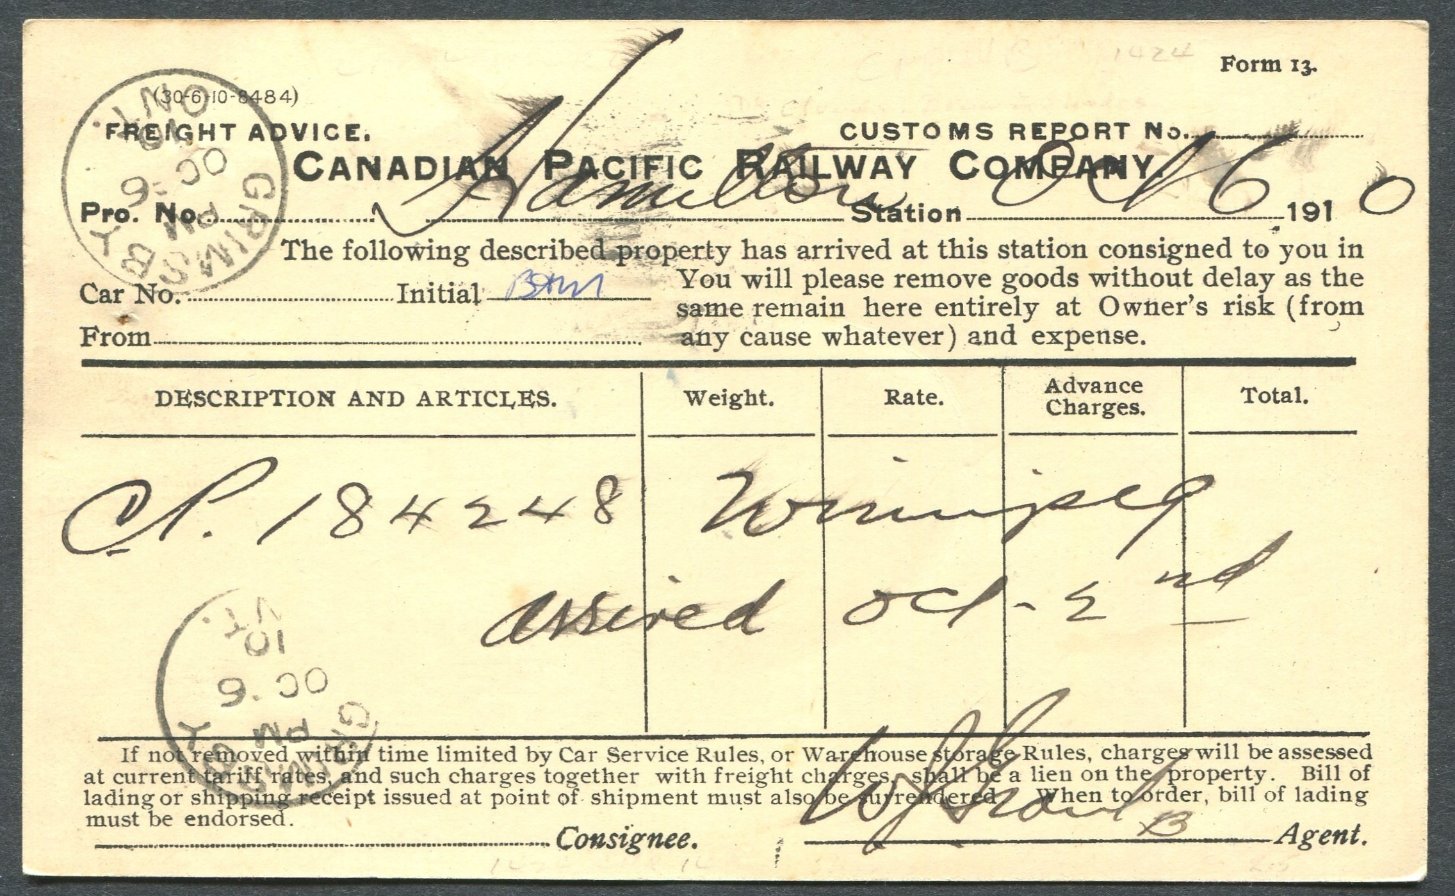 Form 13.
(30-6-10-8484)
FREIGHT ADVICE. CUSTOMS REPORT No.
CANADIAN PACIFIC RAILWAY COMPANY.
Pro. No. Hamilton Station Oct 6 1910
The following described property has arrived at this station consigned to you in
Car No. Initial You will please remove goods without delay as the
same remain here entirely at Owner's risk (from
From any cause whatever) and expense.
DESCRIPTION AND ARTICLES. Weight. Rate. Advance Charges. Total.
CP. 184248 Winnipeg
arrived Oct - 2nd
If not removed within time limited by Car Service Rules, or Warehouse storage Rules, charges will be assessed
at current tariff rates, and such charges together with freight charges, shall be a lien on the property. Bill of
lading or shipping receipt issued at point of shipment must also be surrendered. When to order, bill of lading
must be endorsed.
Consignee. B Agent.
GRIMSBY ONT.
PM
OC 6
10
GRIMSBY
PM
OC 6
10